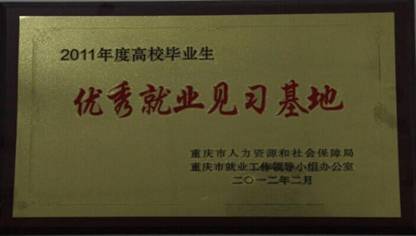 2011年度高校毕业生
优秀就业见习基地
重庆市人力资源和社会保障局
重庆市就业工作领导小组办公室
二〇一二年二月